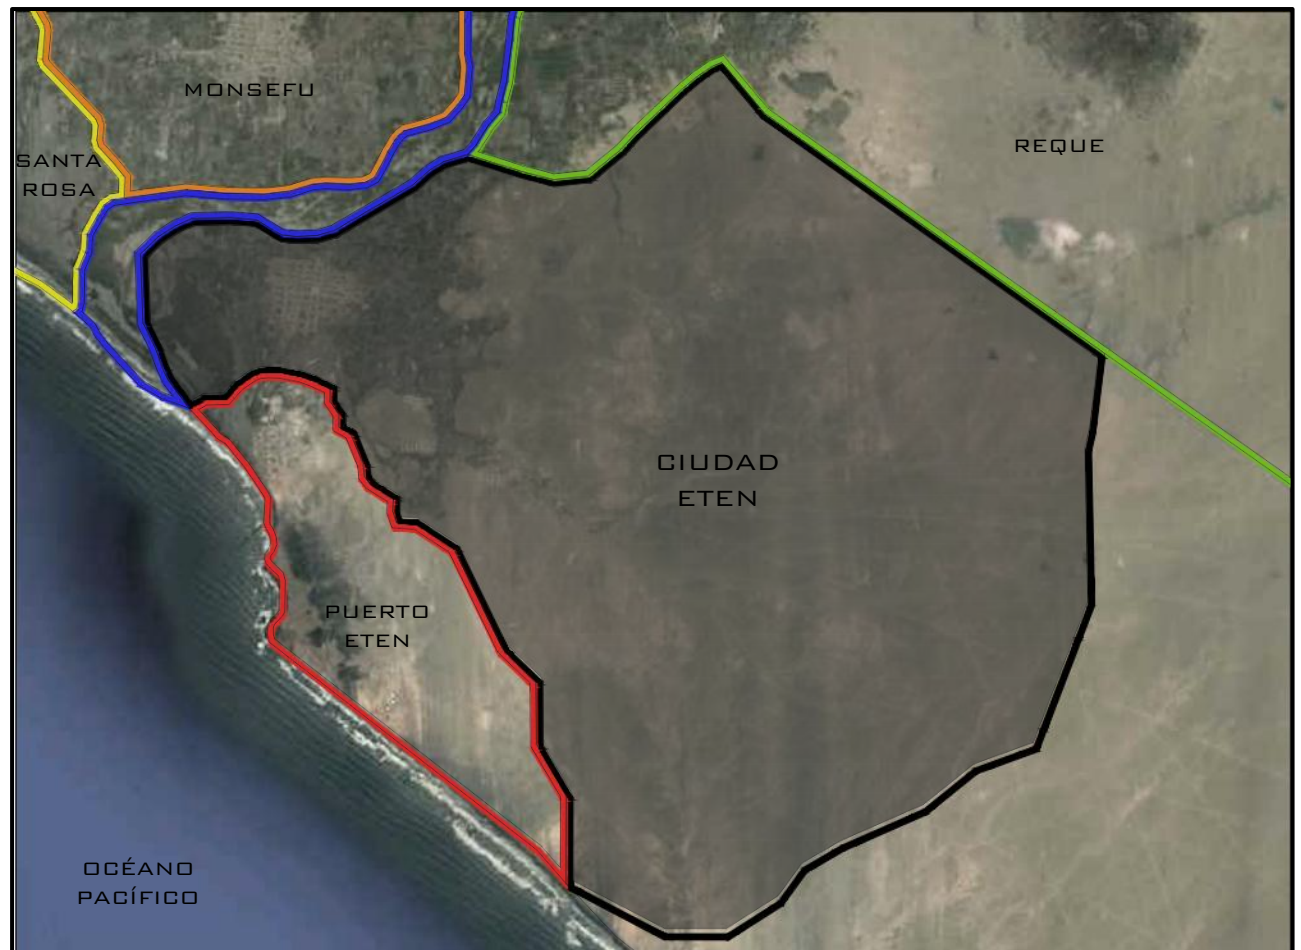 MONSEFU
REQUE
SANTA
ROSA
CIUDAD
ETEN
PUERTO
ETEN
OCÉANO
PACÍFICO